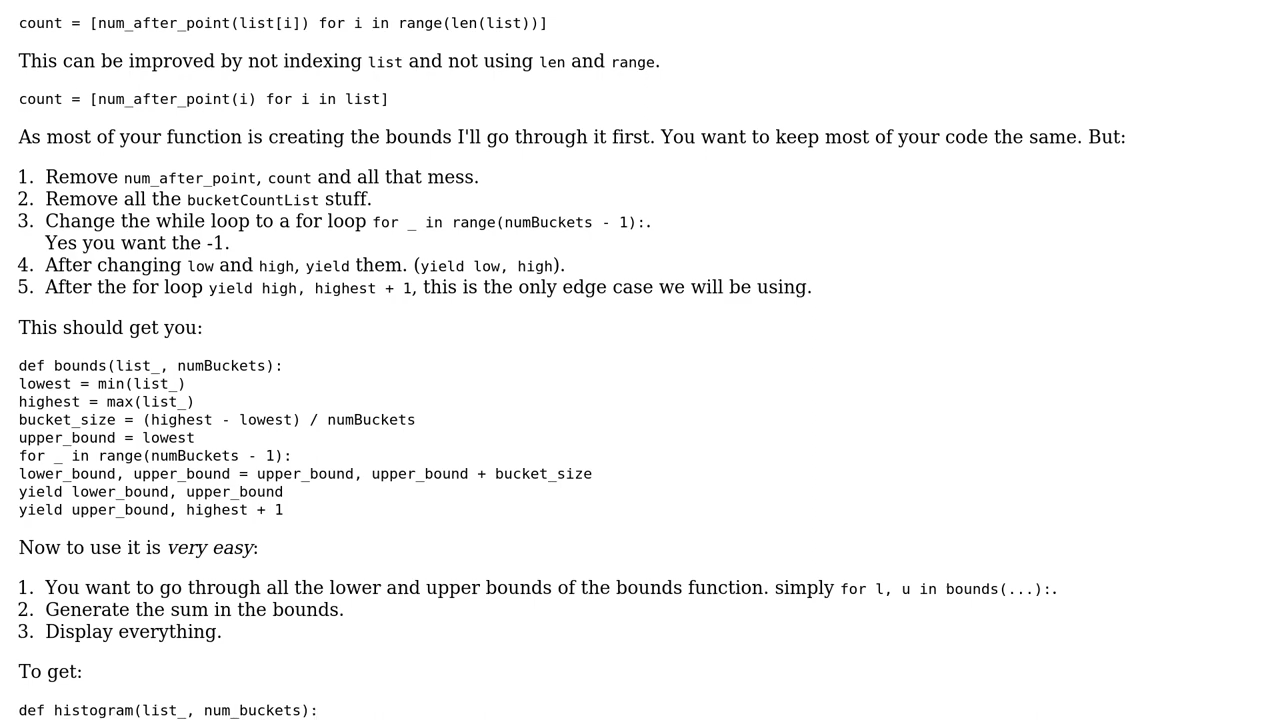 count = [num_after_point(list[i]) for i in range(len(list))]
This can be improved by not indexing list and not using len and range.
count = [num_after_point(i) for i in list]
As most of your function is creating the bounds I'll go through it first. You want to keep most of your code the same. But:
1. Remove num_after_point, count and all that mess.
2. Remove all the bucketCountList stuff.
3. Change the while loop to a for loop for _ in range(numBuckets - 1):.
Yes you want the -1.
4. After changing low and high, yield them. (yield low, high).
5. After the for loop yield high, highest + 1, this is the only edge case we will be using.
This should get you:
def bounds(list_, numBuckets):
lowest = min(list_)
highest = max(list_)
bucket_size = (highest - lowest) / numBuckets
upper_bound = lowest
for _ in range(numBuckets - 1):
lower_bound, upper_bound = upper_bound, upper_bound + bucket_size
yield lower_bound, upper_bound
yield upper_bound, highest + 1
Now to use it is very easy:
1. You want to go through all the lower and upper bounds of the bounds function. simply for l, u in bounds(...):.
2. Generate the sum in the bounds.
3. Display everything.
To get:
def histogram(list_, num_buckets):